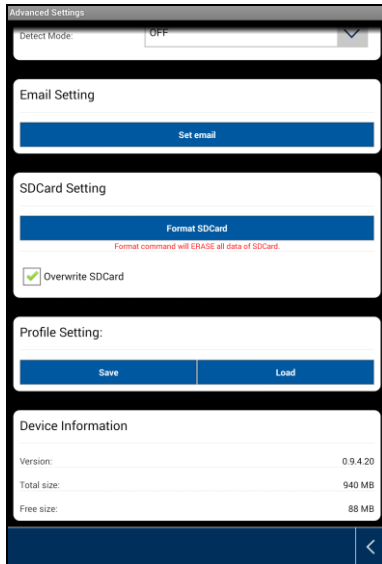 Advanced Settings
Detect Mode: OFF
Email Setting
Set email
SDCard Setting
Format SDCard
Format command will ERASE all data of SDCard.
Overwrite SDCard
Profile Setting:
Save Load
Device Information
Version: 0.9.4.20
Total size: 940 MB
Free size: 88 MB